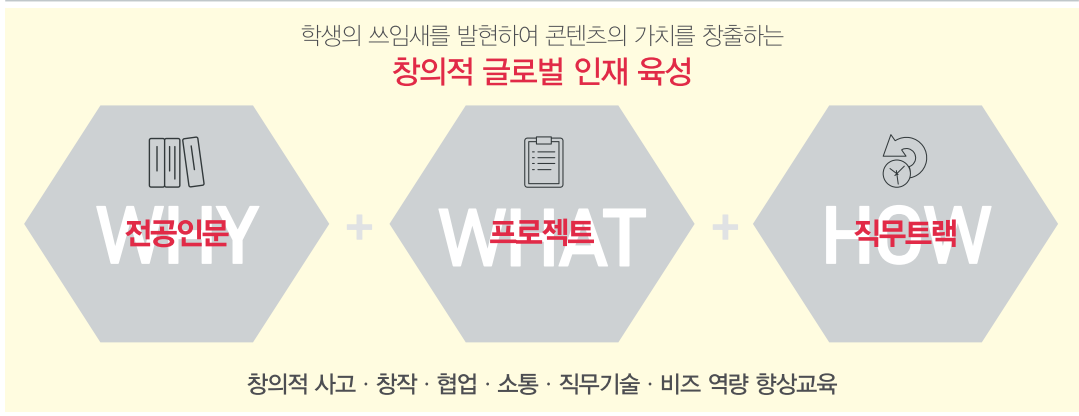 학생의 쓰임새를 발현하여 콘텐츠의 가치를 창출하는
창의적 글로벌 인재 육성
WHY
전공인문
+
WHAT
프로젝트
+
HOW
직무트랙
창의적 사고 · 창작 · 협업 · 소통 · 직무기술 · 비즈 역량 향상교육